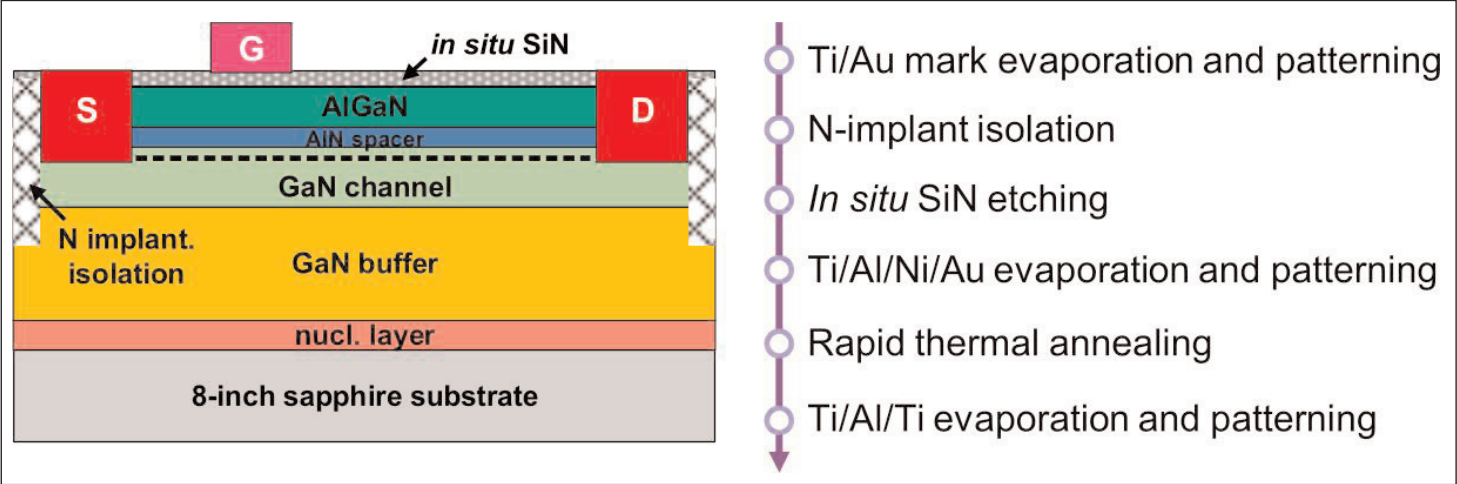 G
in situ SiN
S
AlGaN
D
AlN spacer
GaN channel
N implant.
isolation
GaN buffer
nucl. layer
8-inch sapphire substrate
Ti/Au mark evaporation and patterning
N-implant isolation
In situ SiN etching
Ti/Al/Ni/Au evaporation and patterning
Rapid thermal annealing
Ti/Al/Ti evaporation and patterning